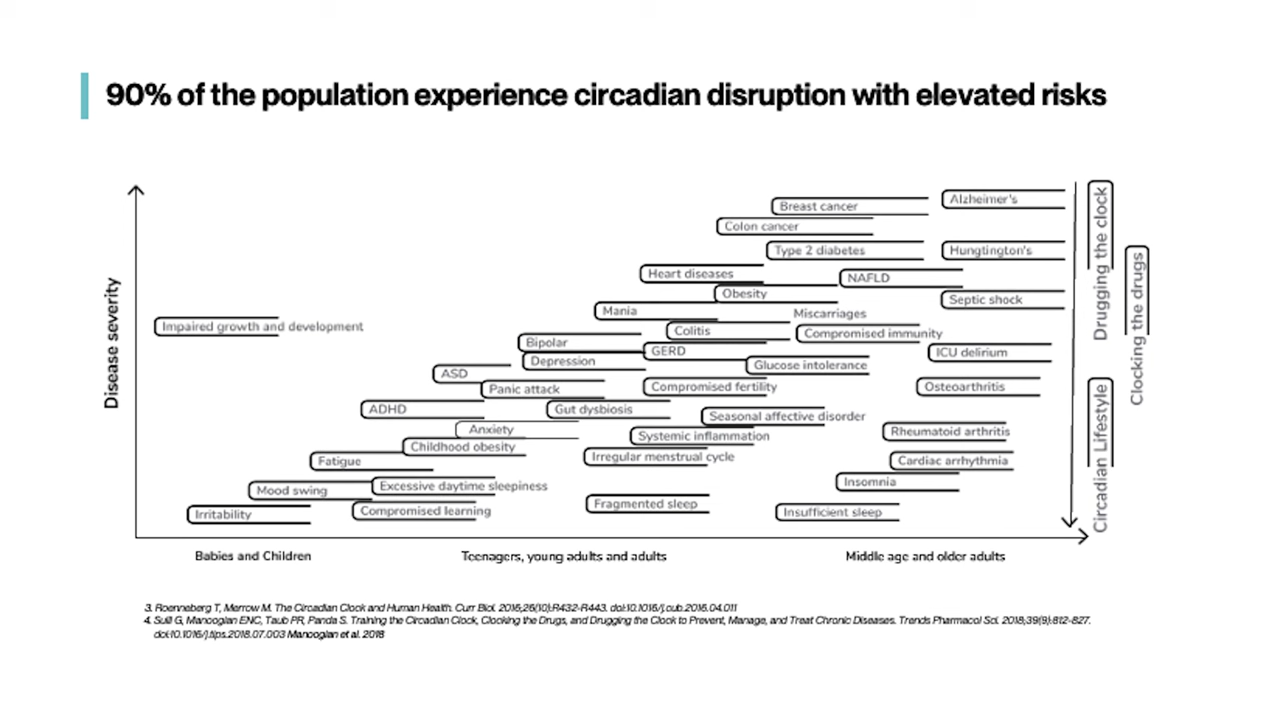 90% of the population experience circadian disruption with elevated risks
Disease severity
Alzheimer's
Breast cancer
Colon cancer
Type 2 diabetes
Hungtington's
Heart diseases
NAFLD
Obesity
Septic shock
Mania
Miscarriages
Impaired growth and development
Colitis
Compromised immunity
Bipolar
GERD
ICU delirium
Depression
Glucose intolerance
ASD
Panic attack
Compromised fertility
Osteoarthritis
ADHD
Gut dysbiosis
Seasonal affective disorder
Anxiety
Systemic inflammation
Rheumatoid arthritis
Childhood obesity
Irregular menstrual cycle
Fatigue
Cardiac arrhythmia
Insomnia
Excessive daytime sleepiness
Mood swing
Fragmented sleep
Compromised learning
Insufficient sleep
Irritability
Drugging the clock
Clocking the drugs
Circadian Lifestyle
Babies and Children
Teenagers, young adults and adults
Middle age and older adults
3. Roenneberg T, Merrow M. The Circadian Clock and Human Health. Curr Biol. 2016;26(10):R432-R443. doi:10.1016/j.cub.2016.04.011
4. Sulli G, Manoogian ENC, Taub PR, Panda S. Training the Circadian Clock, Clocking the Drugs, and Drugging the Clock to Prevent, Manage, and Treat Chronic Diseases. Trends Pharmacol Sci. 2018;39(9):812-827.
doi:10.1016/j.tips.2018.07.003 Manoogian et al. 2018